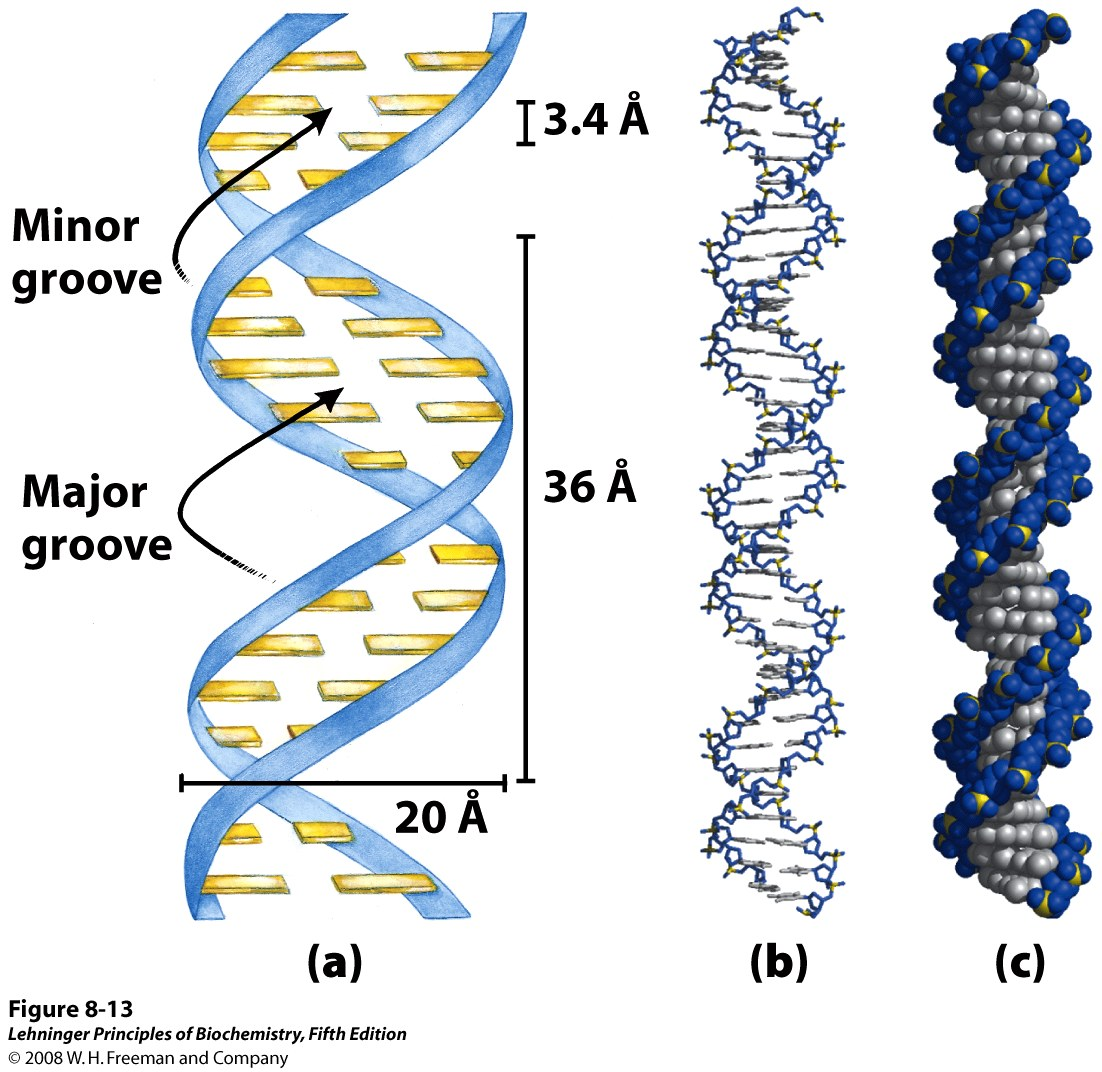 3.4 Å
Minor
groove
36 Å
Major
groove
20 Å
(a)
(b)
(c)
Figure 8-13
Lehninger Principles of Biochemistry, Fifth Edition
© 2008 W. H. Freeman and Company